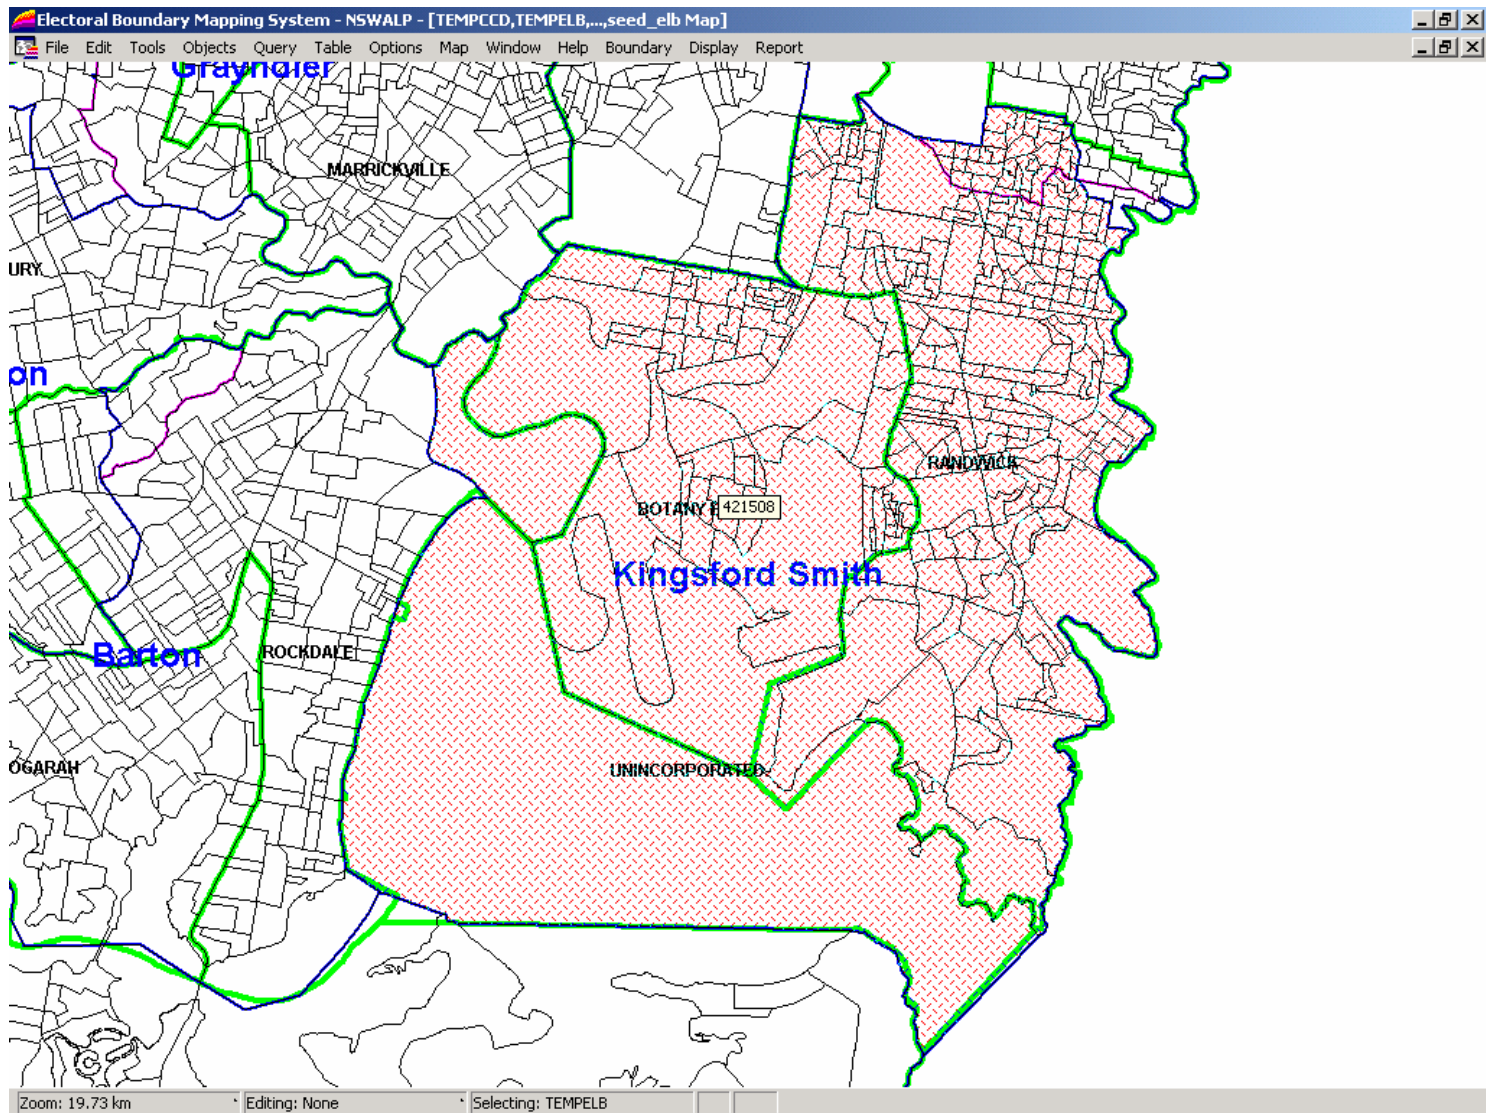 Electoral Boundary Mapping System - NSWALP - [TEMPCCD,TEMPELB,...,seed_elb Map]
File Edit Tools Objects Query Table Options Map Window Help Boundary Display Report
Grayndler
MARRICKVILLE
URY
on
RANDWICK
BOTANY B
421508
Kingsford Smith
ROCKDALE
Barton
OGARAH
UNINCORPORATED
Zoom: 19.73 km
Editing: None
Selecting: TEMPELB